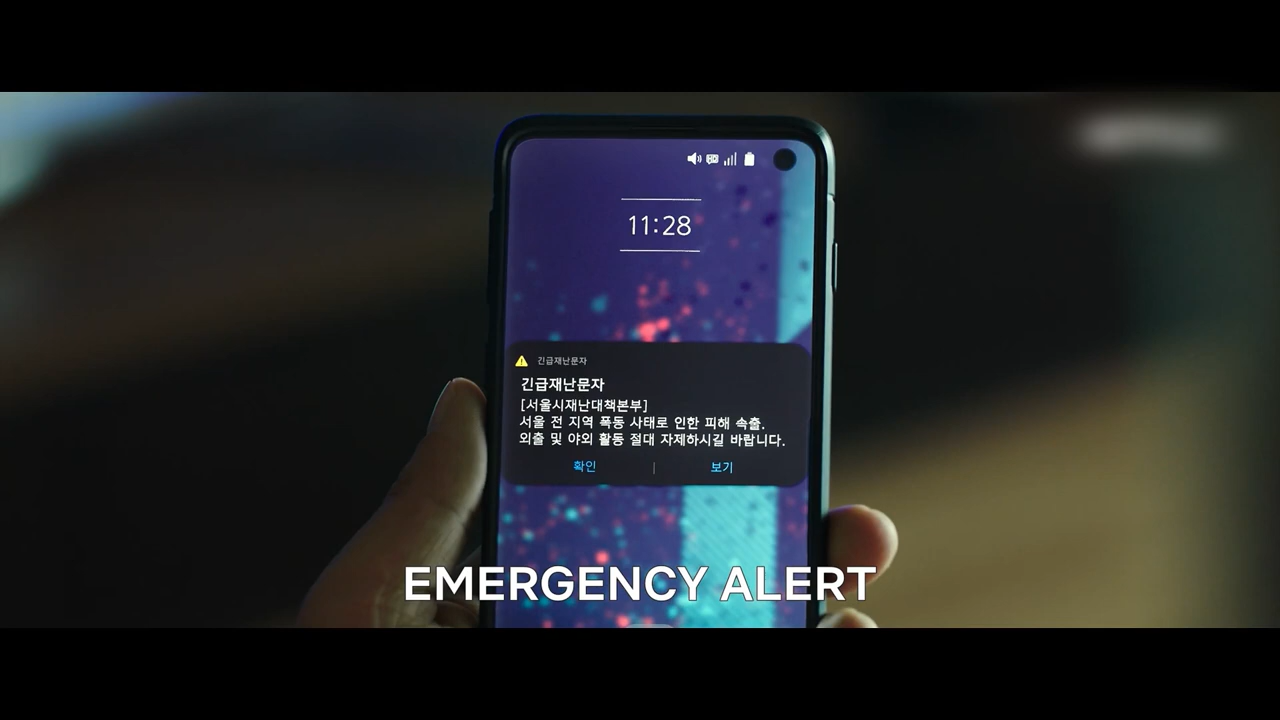 HD
11:28
긴급재난문자
긴급재난문자
[서울시재난대책본부]
서울 전 지역 폭동 사태로 인한 피해 속출.
외출 및 야외 활동 절대 자제하시길 바랍니다.
확인 | 보기
EMERGENCY ALERT